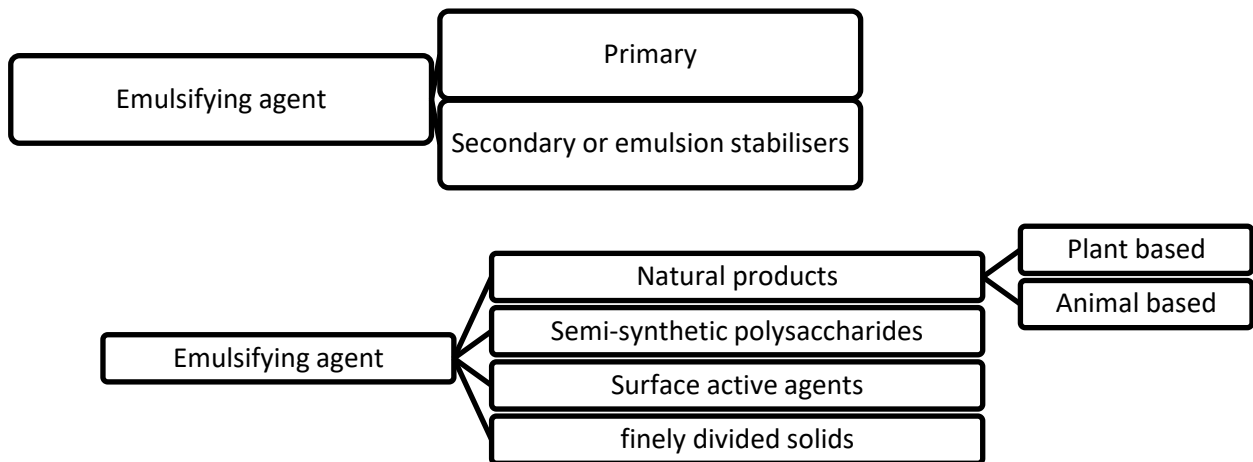 Emulsifying agent
Primary
Secondary or emulsion stabilisers
Emulsifying agent
Natural products
Plant based
Animal based
Semi-synthetic polysaccharides
Surface active agents
finely divided solids